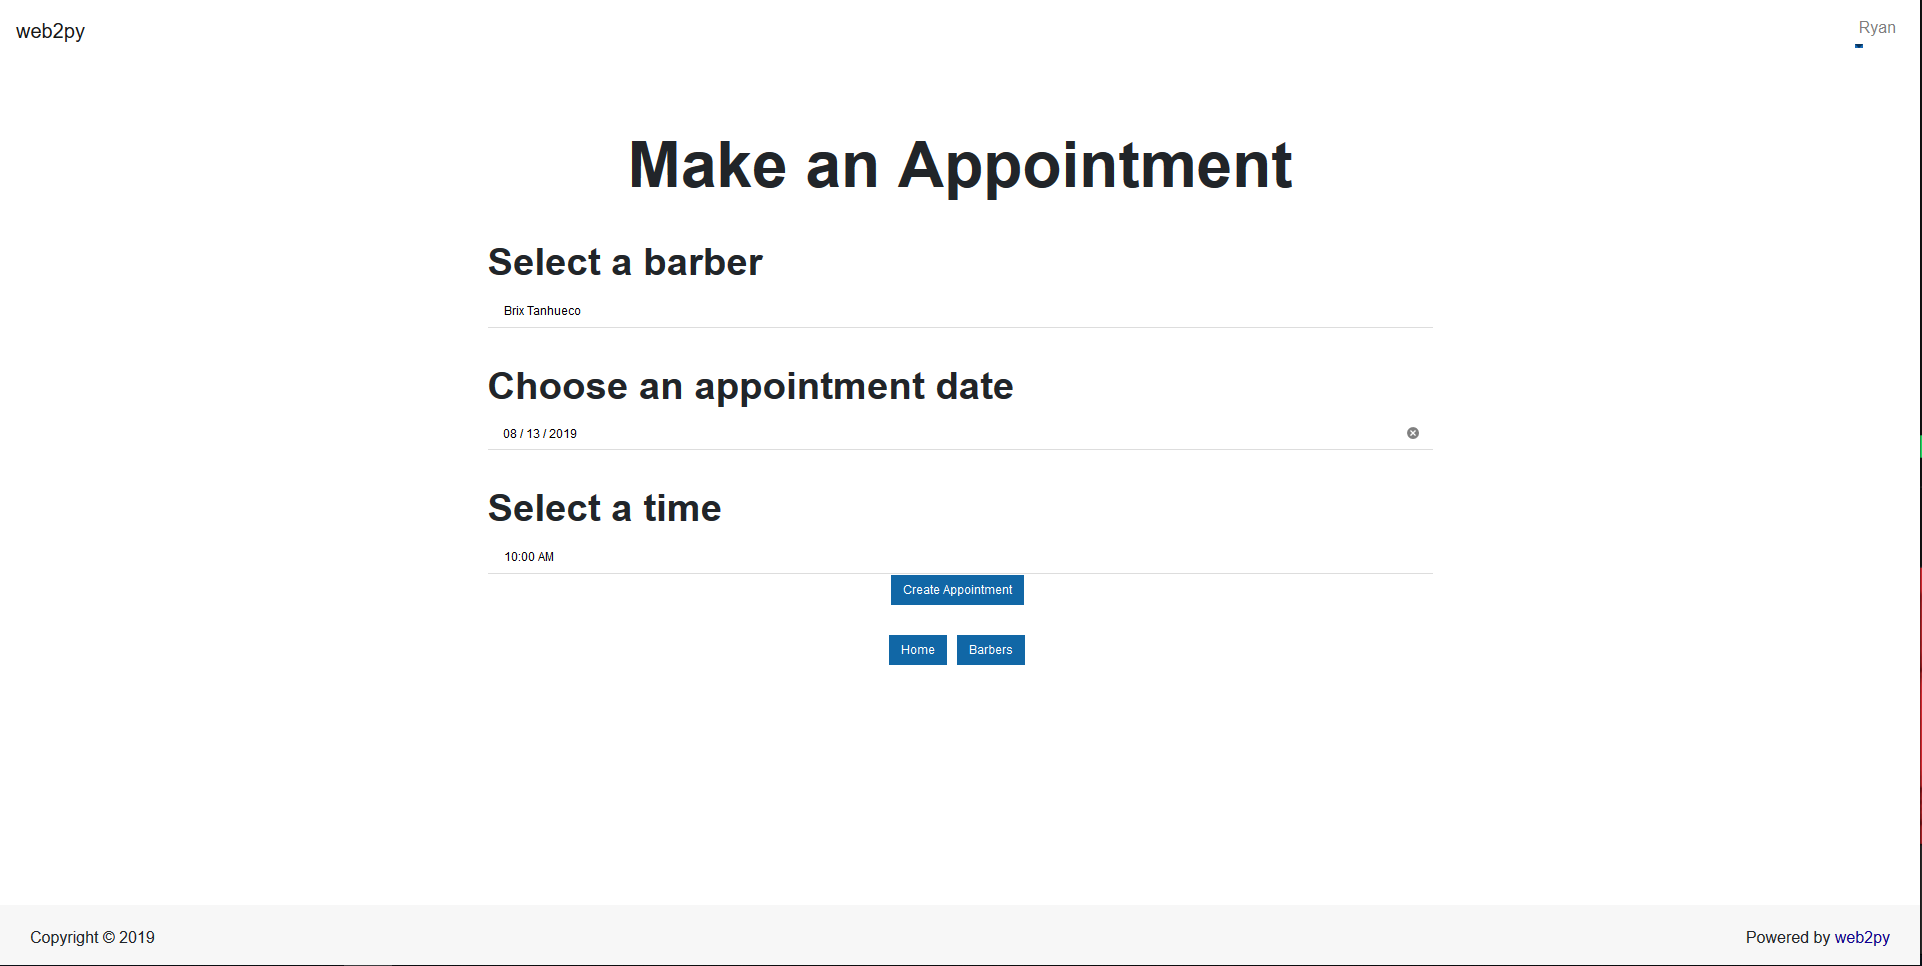 web2py
Ryan
Make an Appointment
Select a barber
Brix Tanhueco
Choose an appointment date
08 / 13 / 2019
Select a time
10:00 AM
Create Appointment
Home
Barbers
Copyright © 2019
Powered by web2py